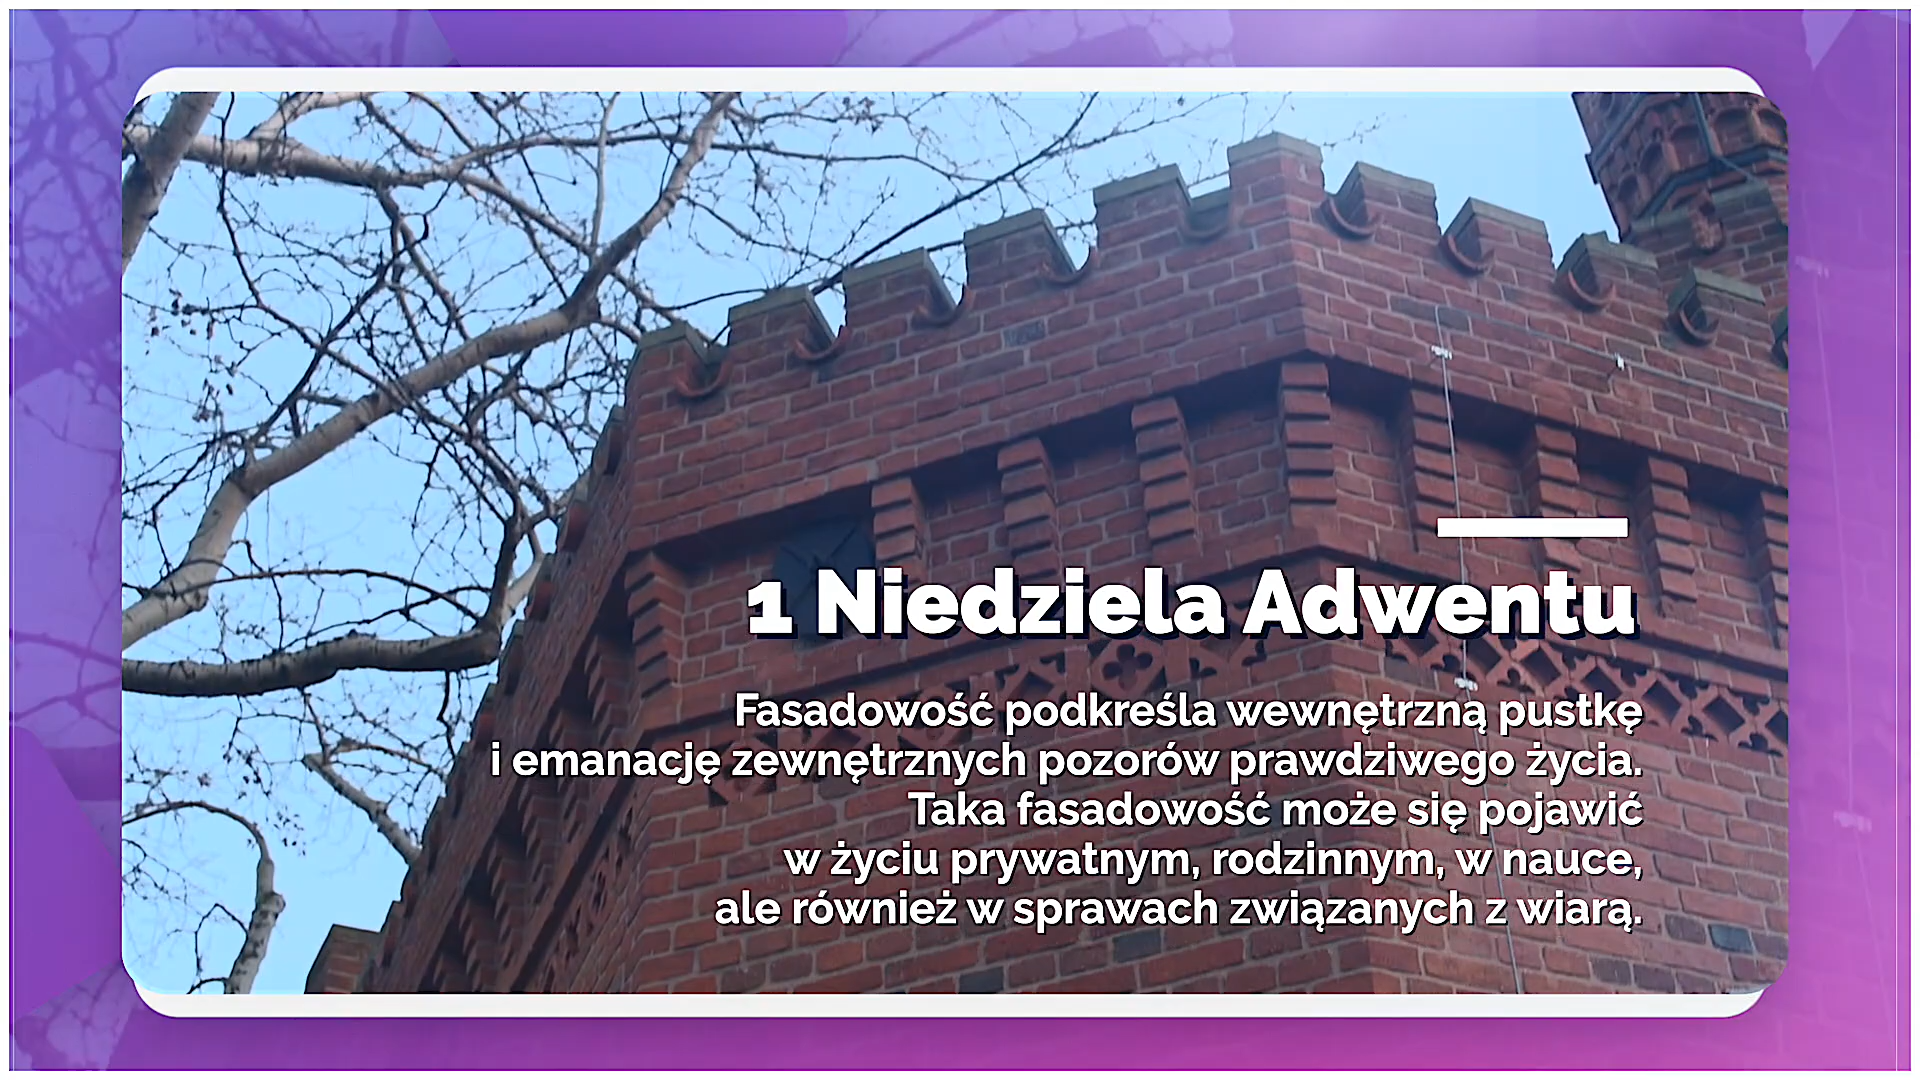 1 Niedziela Adwentu
Fasadowość podkreśla wewnętrzną pustkę
i emanację zewnętrznych pozorów prawdziwego życia.
Taka fasadowość może się pojawić
w życiu prywatnym, rodzinnym, w nauce,
ale również w sprawach związanych z wiarą.